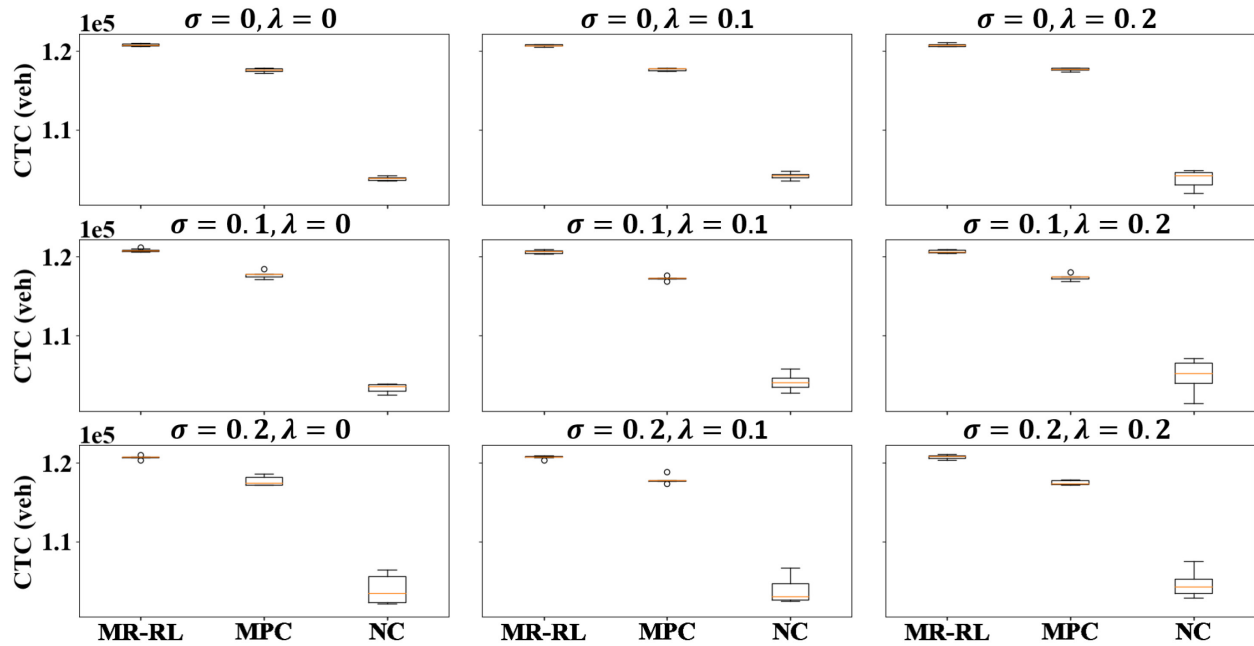 1e5
σ = 0, λ = 0
σ = 0, λ = 0.1
σ = 0, λ = 0.2
CTC (veh)
1.2
1.1
1e5
σ = 0.1, λ = 0
σ = 0.1, λ = 0.1
σ = 0.1, λ = 0.2
CTC (veh)
1.2
1.1
1e5
σ = 0.2, λ = 0
σ = 0.2, λ = 0.1
σ = 0.2, λ = 0.2
CTC (veh)
1.2
1.1
MR-RL MPC NC
MR-RL MPC NC
MR-RL MPC NC